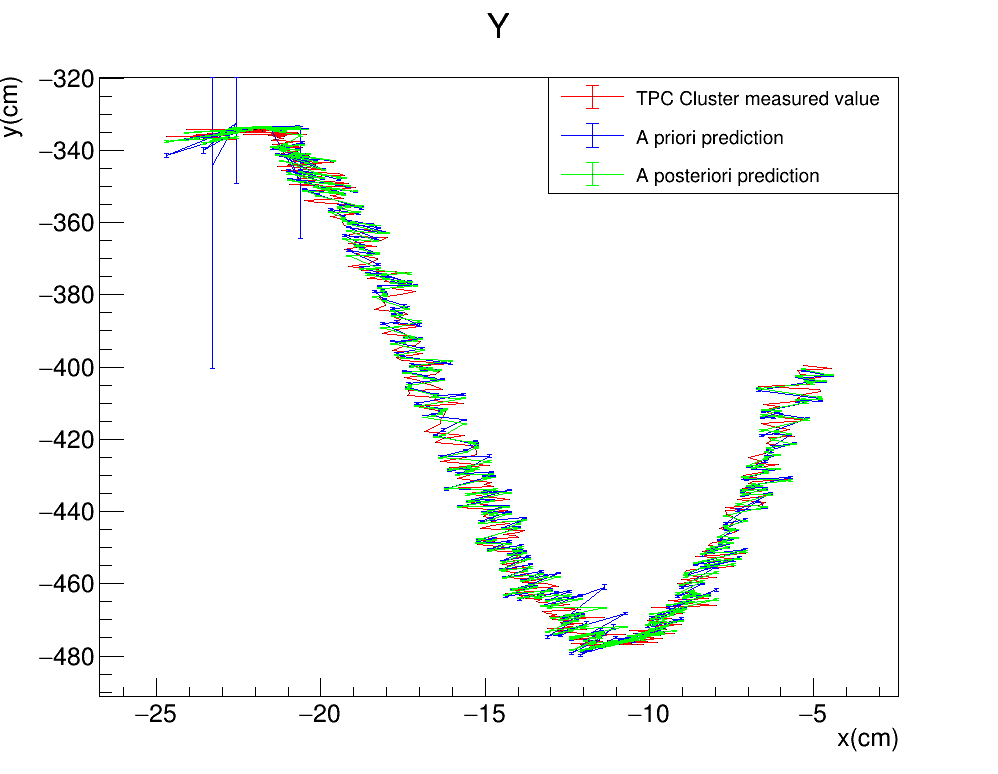 Y
y(cm)
−320
−340
−360
−380
−400
−420
−440
−460
−480
TPC Cluster measured value
A priori prediction
A posteriori prediction
−25 −20 −15 −10 −5
x(cm)